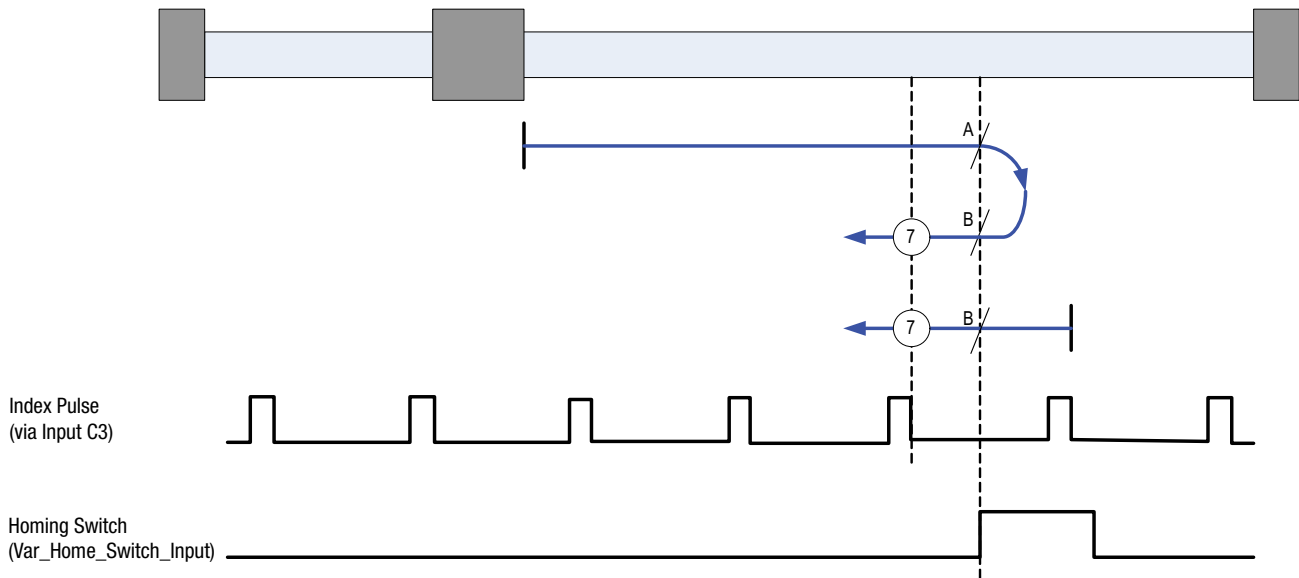 A
B
7
B
7
Index Pulse
(via Input C3)
Homing Switch
(Var_Home_Switch_Input)